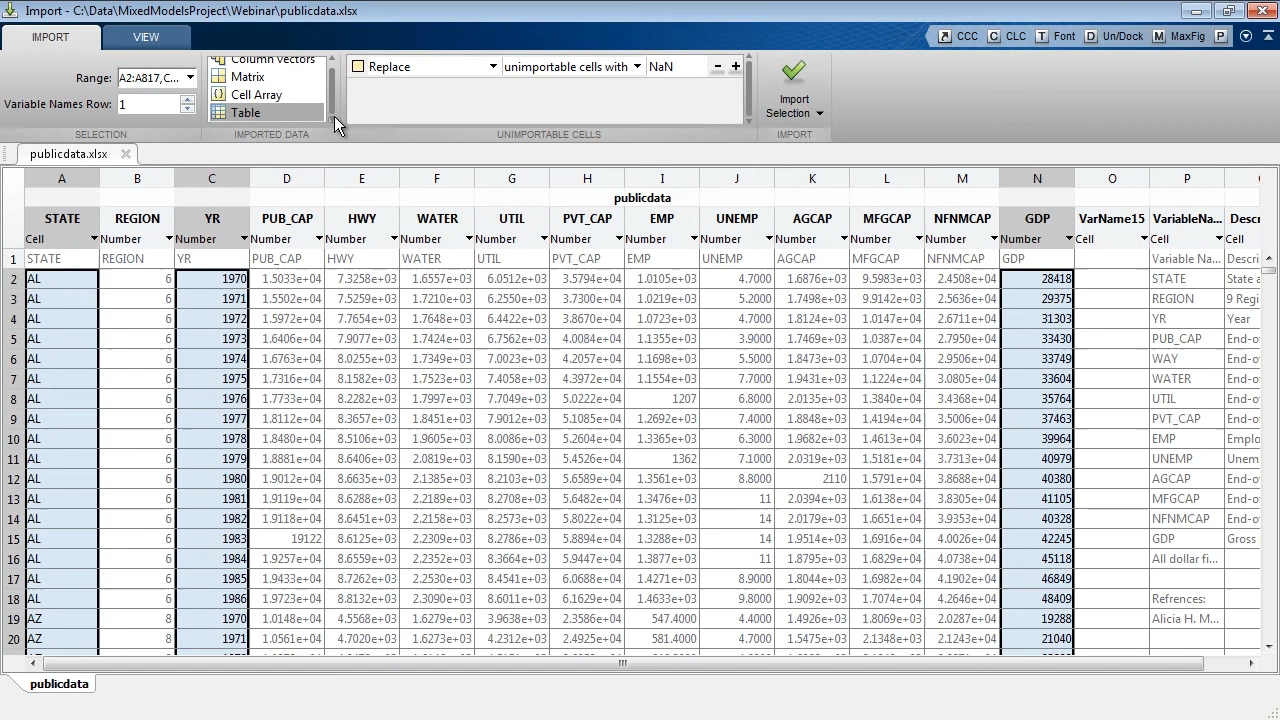 Import - C:\Data\MixedModelsProject\Webinar\publicdata.xlsx
IMPORT VIEW CCC CLC Font Un/Dock MaxFig
Range: A2:A817,C...
Variable Names Row: 1
SELECTION
Column vectors
Matrix
Cell Array
Table
IMPORTED DATA
Replace unimportable cells with NaN
UNIMPORTABLE CELLS
Import
Selection
IMPORT
publicdata.xlsx
A B C D E F G H I J K L M N O P
publicdata
STATE REGION YR PUB_CAP HWY WATER UTIL PVT_CAP EMP UNEMP AGCAP MFGCAP NFNMCAP GDP VarName15 VariableNa... Descr
Cell Number Number Number Number Number Number Number Number Number Number Number Number Number Cell Cell Cell
1 STATE REGION YR PUB_CAP HWY WATER UTIL PVT_CAP EMP UNEMP AGCAP MFGCAP NFNMCAP GDP Variable Na... Descri
2 AL 6 1970 1.5033e+04 7.3258e+03 1.6557e+03 6.0512e+03 3.5794e+04 1.0105e+03 4.7000 1.6876e+03 9.5983e+03 2.4508e+04 28418 STATE State a
3 AL 6 1971 1.5502e+04 7.5259e+03 1.7210e+03 6.2550e+03 3.7300e+04 1.0219e+03 5.2000 1.7498e+03 9.9142e+03 2.5636e+04 29375 REGION 9 Regi
4 AL 6 1972 1.5972e+04 7.7654e+03 1.7648e+03 6.4422e+03 3.8670e+04 1.0723e+03 4.7000 1.8124e+03 1.0147e+04 2.6711e+04 31303 YR Year
5 AL 6 1973 1.6406e+04 7.9077e+03 1.7424e+03 6.7562e+03 4.0084e+04 1.1355e+03 3.9000 1.7469e+03 1.0387e+04 2.7950e+04 33430 PUB_CAP End-o
6 AL 6 1974 1.6763e+04 8.0255e+03 1.7349e+03 7.0023e+03 4.2057e+04 1.1698e+03 5.5000 1.8473e+03 1.0704e+04 2.9506e+04 33749 WAY End-o
7 AL 6 1975 1.7316e+04 8.1582e+03 1.7523e+03 7.4058e+03 4.3972e+04 1.1554e+03 7.7000 1.9431e+03 1.1224e+04 3.0805e+04 33604 WATER End-o
8 AL 6 1976 1.7733e+04 8.2282e+03 1.7997e+03 7.7049e+03 5.0222e+04 1207 6.8000 2.0135e+03 1.3840e+04 3.4368e+04 35764 UTIL End-o
9 AL 6 1977 1.8112e+04 8.3657e+03 1.8451e+03 7.9012e+03 5.1085e+04 1.2692e+03 7.4000 1.8848e+03 1.4194e+04 3.5006e+04 37463 PVT_CAP End-o
10 AL 6 1978 1.8480e+04 8.5106e+03 1.9605e+03 8.0086e+03 5.2604e+04 1.3365e+03 6.3000 1.9682e+03 1.4613e+04 3.6023e+04 39964 EMP Emplo
11 AL 6 1979 1.8881e+04 8.6406e+03 2.0819e+03 8.1590e+03 5.4526e+04 1362 7.1000 2.0319e+03 1.5181e+04 3.7313e+04 40979 UNEMP Unem
12 AL 6 1980 1.9012e+04 8.6635e+03 2.1385e+03 8.2103e+03 5.6589e+04 1.3561e+03 8.8000 2110 1.5791e+04 3.8688e+04 40380 AGCAP End-o
13 AL 6 1981 1.9119e+04 8.6288e+03 2.2189e+03 8.2708e+03 5.6482e+04 1.3476e+03 11 2.0394e+03 1.6138e+04 3.8305e+04 41105 MFGCAP End-o
14 AL 6 1982 1.9118e+04 8.6451e+03 2.2158e+03 8.2573e+03 5.8022e+04 1.3125e+03 14 2.0179e+03 1.6651e+04 3.9353e+04 40328 NFNMCAP End-o
15 AL 6 1983 19122 8.6125e+03 2.2309e+03 8.2786e+03 5.8894e+04 1.3288e+03 14 1.9514e+03 1.6916e+04 4.0026e+04 42245 GDP Gross
16 AL 6 1984 1.9257e+04 8.6559e+03 2.2352e+03 8.3664e+03 5.9447e+04 1.3877e+03 11 1.8795e+03 1.6829e+04 4.0738e+04 45118 All dollar fi...
17 AL 6 1985 1.9433e+04 8.7262e+03 2.2530e+03 8.4541e+03 6.0688e+04 1.4271e+03 8.9000 1.8044e+03 1.6982e+04 4.1902e+04 46849
18 AL 6 1986 1.9723e+04 8.8132e+03 2.3090e+03 8.6011e+03 6.1629e+04 1.4633e+03 9.8000 1.9092e+03 1.7074e+04 4.2646e+04 48409 Refrences:
19 AZ 8 1970 1.0148e+04 4.5568e+03 1.6279e+03 3.9638e+03 2.3586e+04 547.4000 4.4000 1.4926e+03 1.8069e+03 2.0287e+04 19288 Alicia H. M...
20 AZ 8 1971 1.0561e+04 4.7020e+03 1.6273e+03 4.2312e+03 2.4925e+04 581.4000 4.7000 1.5475e+03 2.1348e+03 2.1243e+04 21040
publicdata